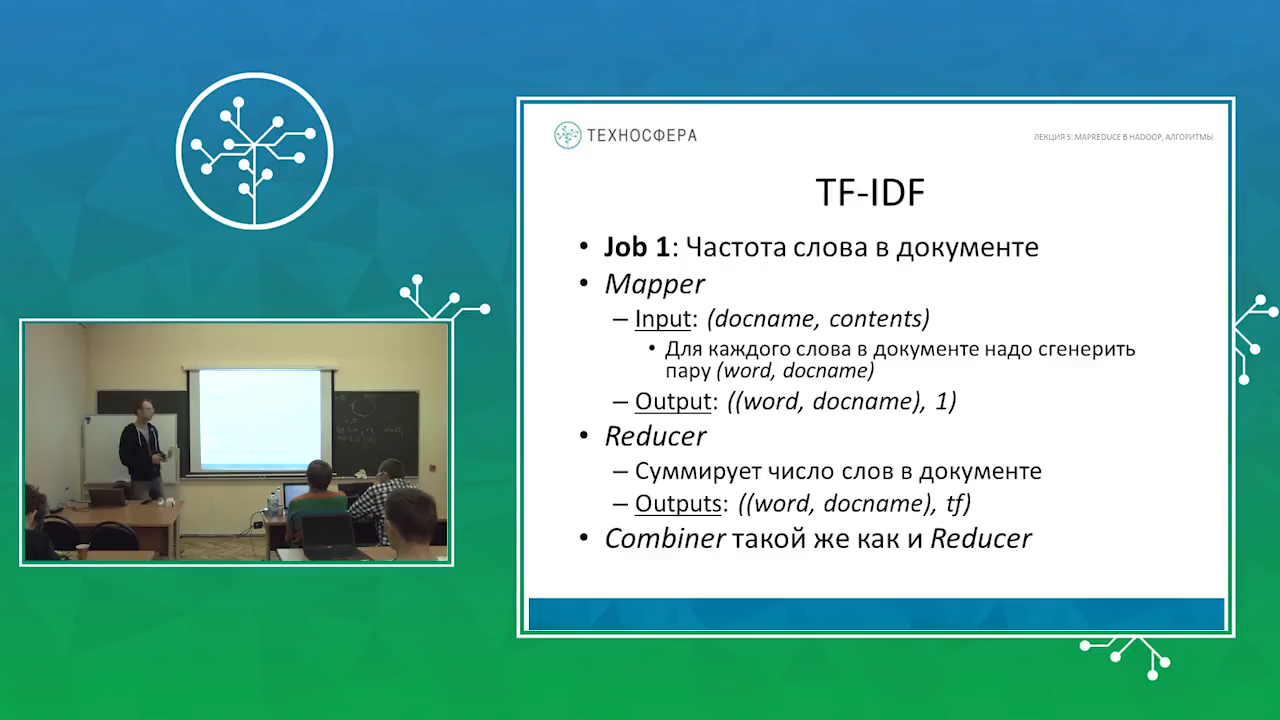 ТЕХНОСФЕРА
ЛЕКЦИЯ 5: MAPREDUCE В HADOOP, АЛГОРИТМЫ
TF-IDF
• Job 1: Частота слова в документе
• Mapper
– Input: (docname, contents)
• Для каждого слова в документе надо сгенерить
пару (word, docname)
– Output: ((word, docname), 1)
• Reducer
– Суммирует число слов в документе
– Outputs: ((word, docname), tf)
• Combiner такой же как и Reducer